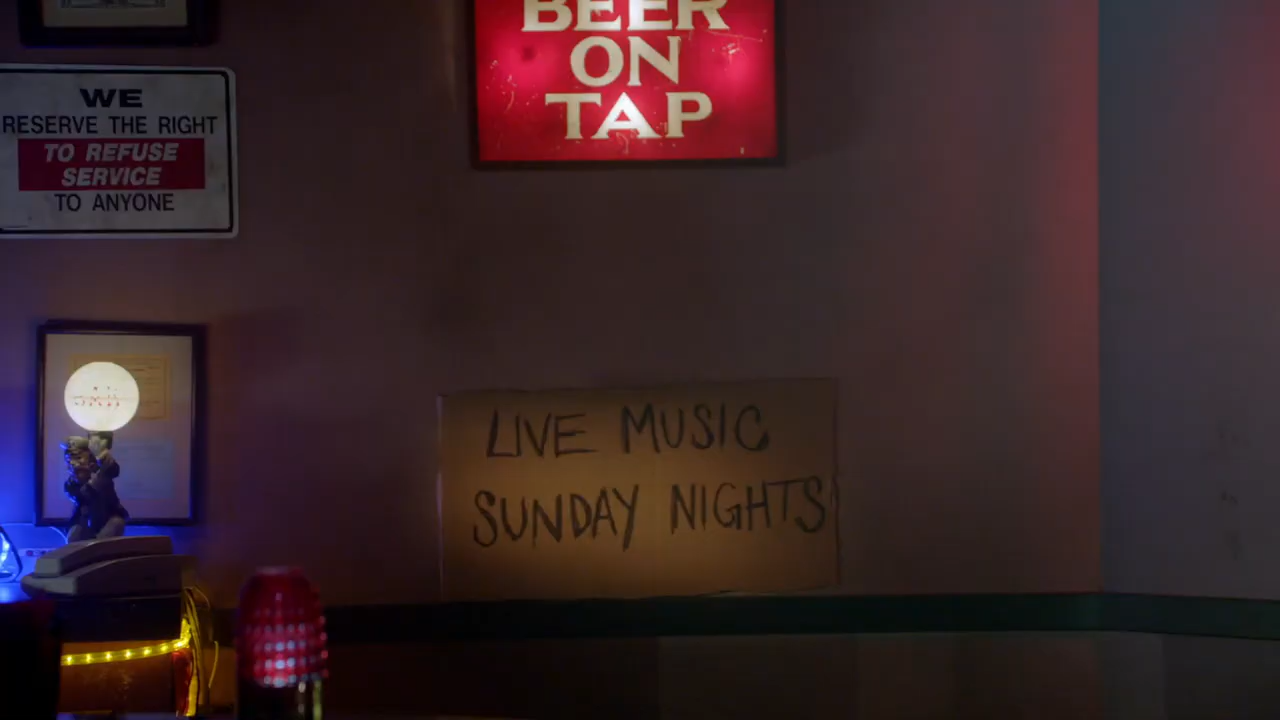 BEER
ON
TAP
WE
RESERVE THE RIGHT
TO REFUSE
SERVICE
TO ANYONE
LIVE MUSIC
SUNDAY NIGHTS